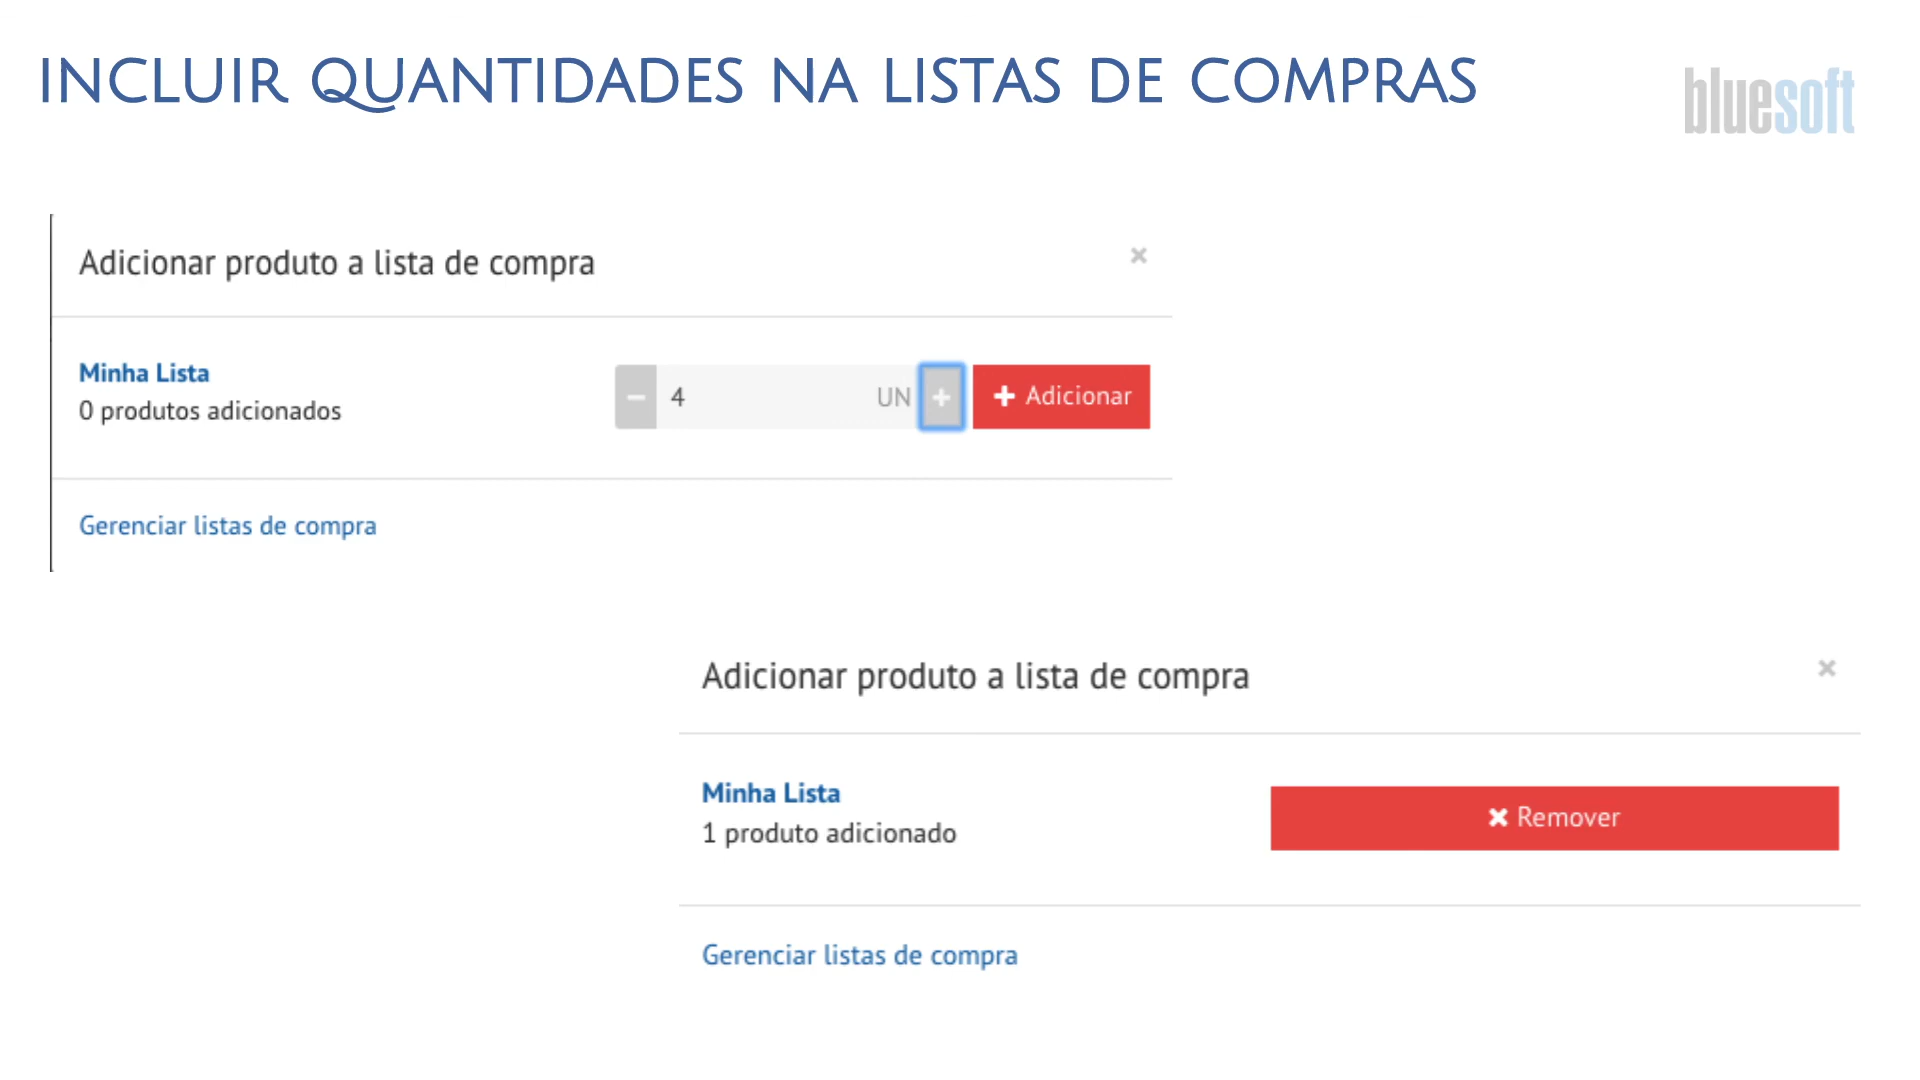 INCLUIR QUANTIDADES NA LISTAS DE COMPRAS
bluesoft
Adicionar produto a lista de compra
Minha Lista
0 produtos adicionados
4 UN Adicionar
Gerenciar listas de compra
Adicionar produto a lista de compra
Minha Lista
1 produto adicionado
Remover
Gerenciar listas de compra